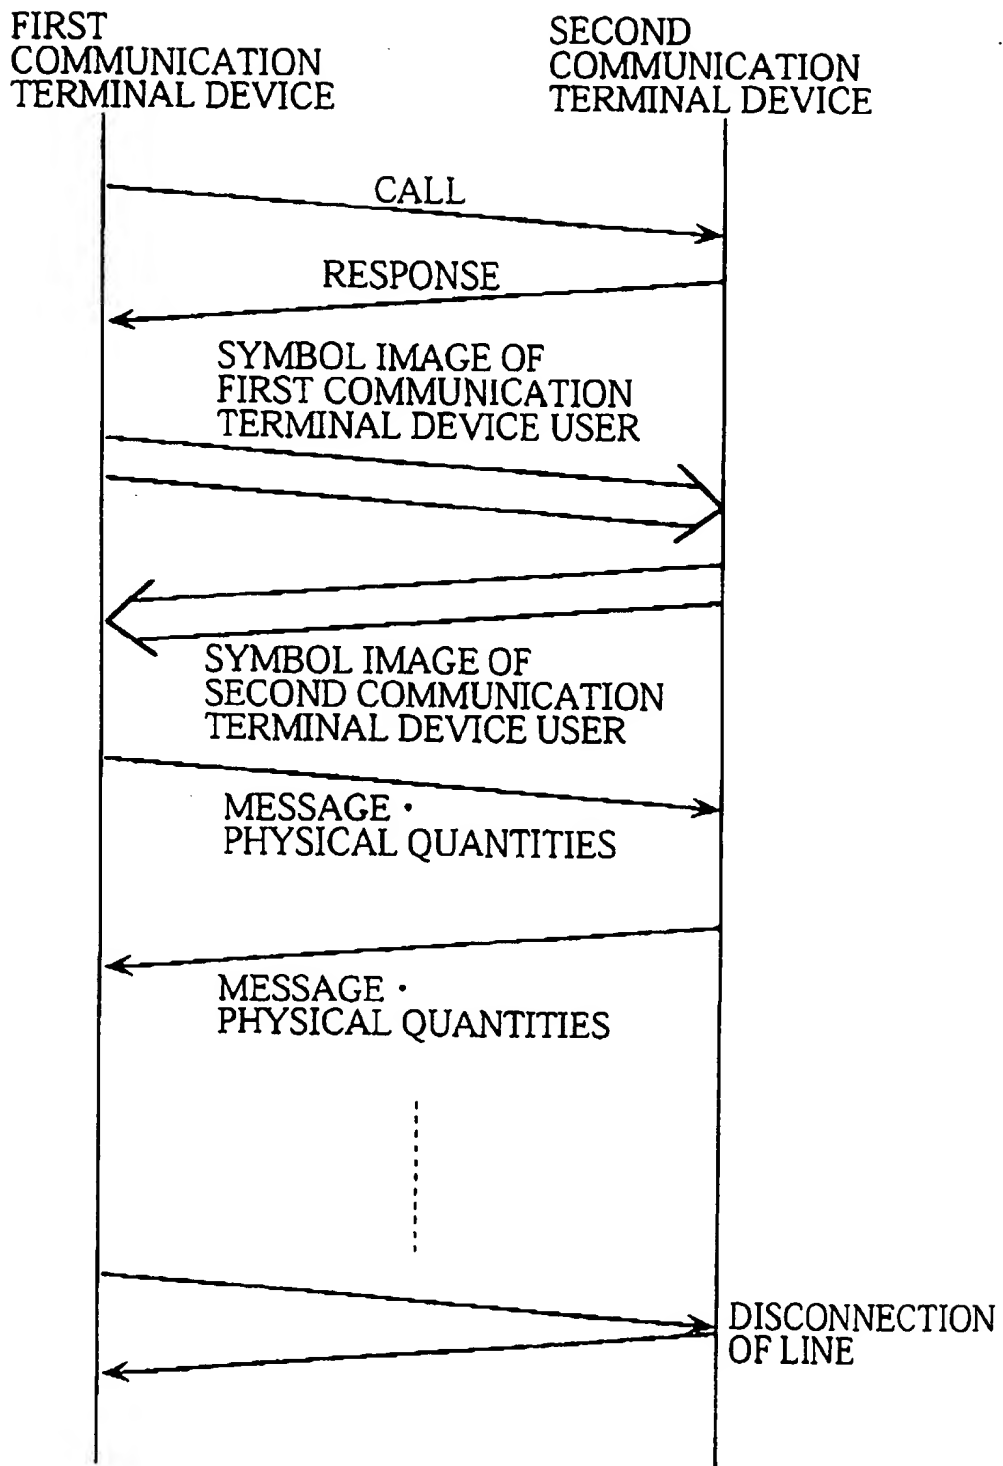 FIRST
COMMUNICATION
TERMINAL DEVICE
SECOND
COMMUNICATION
TERMINAL DEVICE
CALL
RESPONSE
SYMBOL IMAGE OF
FIRST COMMUNICATION
TERMINAL DEVICE USER
SYMBOL IMAGE OF
SECOND COMMUNICATION
TERMINAL DEVICE USER
MESSAGE・
PHYSICAL QUANTITIES
MESSAGE・
PHYSICAL QUANTITIES
DISCONNECTION
OF LINE